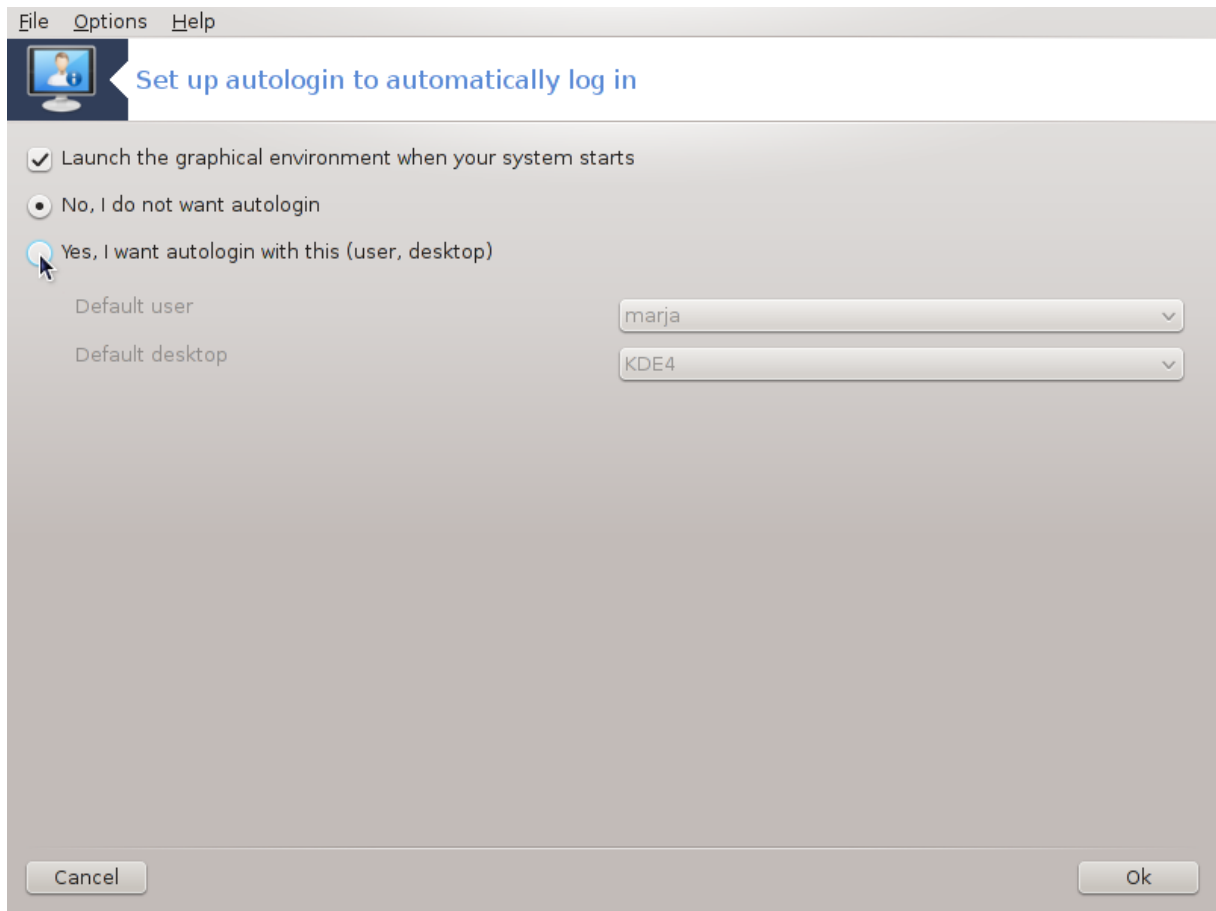 File Options Help
Set up autologin to automatically log in
Launch the graphical environment when your system starts
No, I do not want autologin
Yes, I want autologin with this (user, desktop)
Default user marja
Default desktop KDE4
Cancel Ok